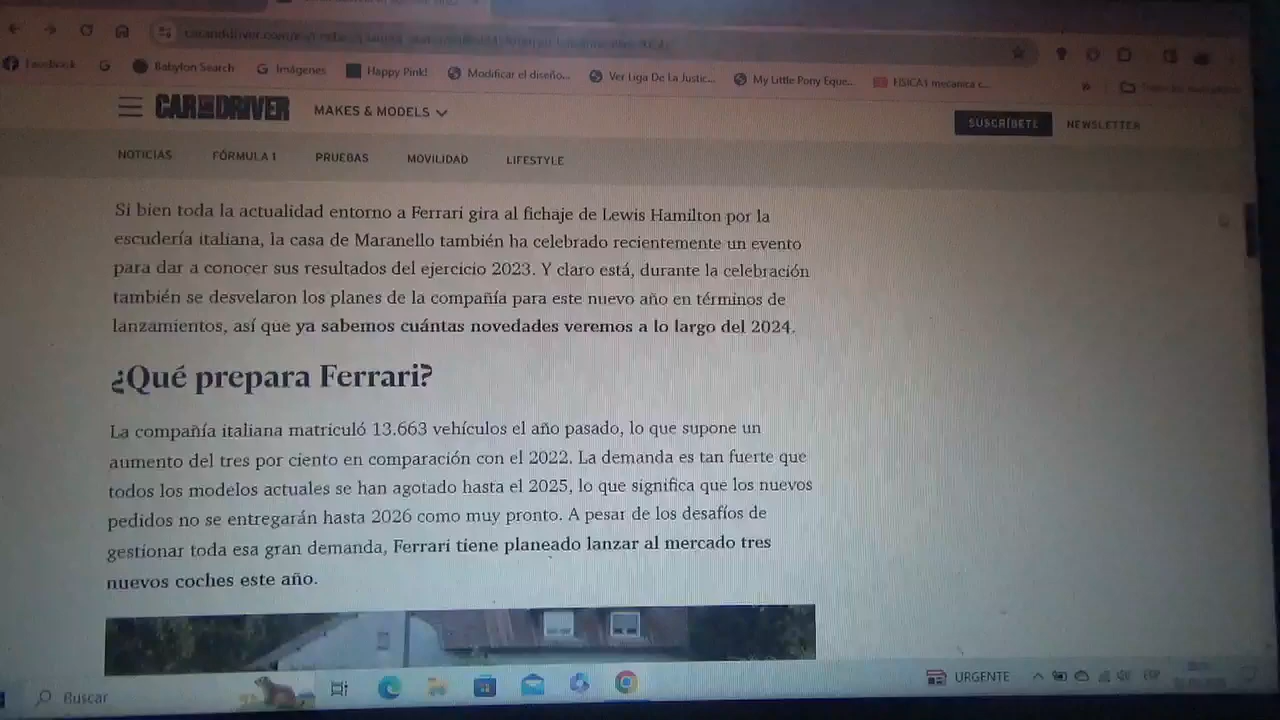 Facebook
G
Babylon Search
G Imágenes
Happy Pink!
Modificar el diseño...
Ver Liga De La Justic...
My Little Pony Eque...
FISICA1 mecanica c...
CAR AND DRIVER
MAKES & MODELS
SUSCRÍBETE
NEWSLETTER
NOTICIAS
FÓRMULA 1
PRUEBAS
MOVILIDAD
LIFESTYLE
Si bien toda la actualidad entorno a Ferrari gira al fichaje de Lewis Hamilton por la
escudería italiana, la casa de Maranello también ha celebrado recientemente un evento
para dar a conocer sus resultados del ejercicio 2023. Y claro está, durante la celebración
también se desvelaron los planes de la compañía para este nuevo año en términos de
lanzamientos, así que ya sabemos cuántas novedades veremos a lo largo del 2024.
¿Qué prepara Ferrari?
La compañía italiana matriculó 13.663 vehículos el año pasado, lo que supone un
aumento del tres por ciento en comparación con el 2022. La demanda es tan fuerte que
todos los modelos actuales se han agotado hasta el 2025, lo que significa que los nuevos
pedidos no se entregarán hasta 2026 como muy pronto. A pesar de los desafíos de
gestionar toda esa gran demanda, Ferrari tiene planeado lanzar al mercado tres
nuevos coches este año.
Buscar
URGENTE
ESP